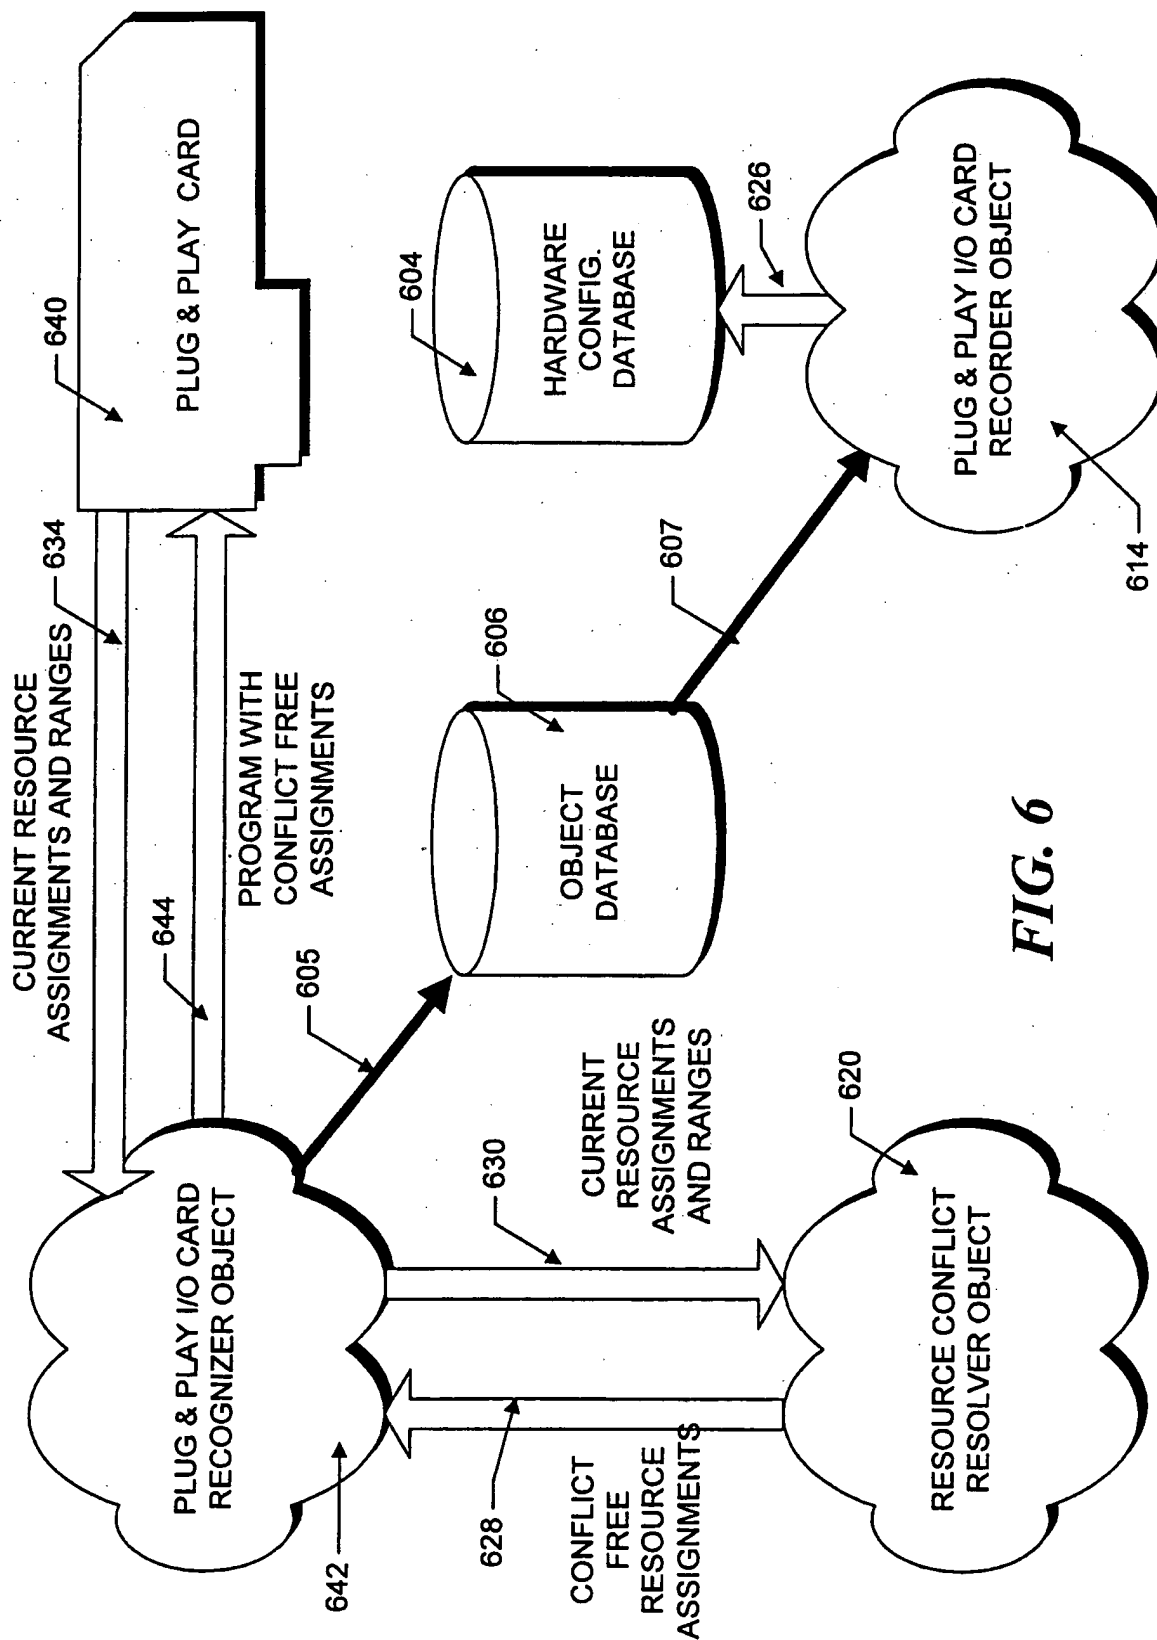 CURRENT RESOURCE
ASSIGNMENTS AND RANGES
634
640
PLUG & PLAY CARD
644
PROGRAM WITH
CONFLICT FREE
ASSIGNMENTS
PLUG & PLAY I/O CARD
RECOGNIZER OBJECT
642
605
606
OBJECT
DATABASE
604
HARDWARE
CONFIG.
DATABASE
607
626
628
CONFLICT
FREE
RESOURCE
ASSIGNMENTS
630
CURRENT
RESOURCE
ASSIGNMENTS
AND RANGES
620
RESOURCE CONFLICT
RESOLVER OBJECT
PLUG & PLAY I/O CARD
RECORDER OBJECT
614
FIG. 6